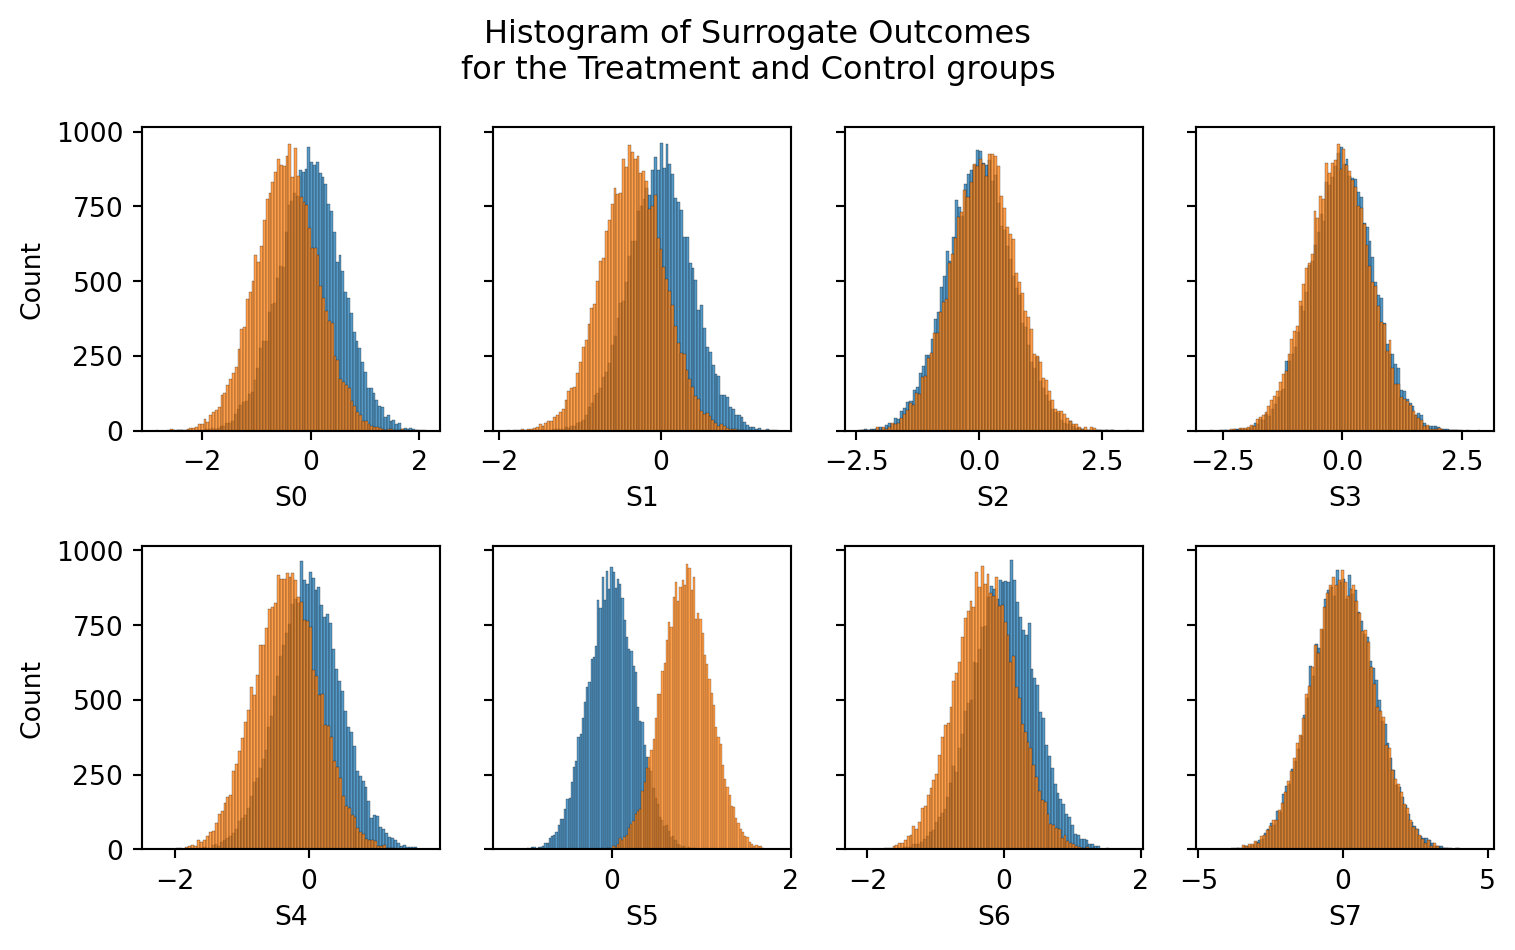 Histogram of Surrogate Outcomes
for the Treatment and Control groups
1000
750
500
250
0
Count
−2 0 2
S0
−2 0
S1
−2.5 0.0 2.5
S2
−2.5 0.0 2.5
S3
1000
750
500
250
0
Count
−2 0
S4
0 2
S5
−2 0 2
S6
−5 0 5
S7